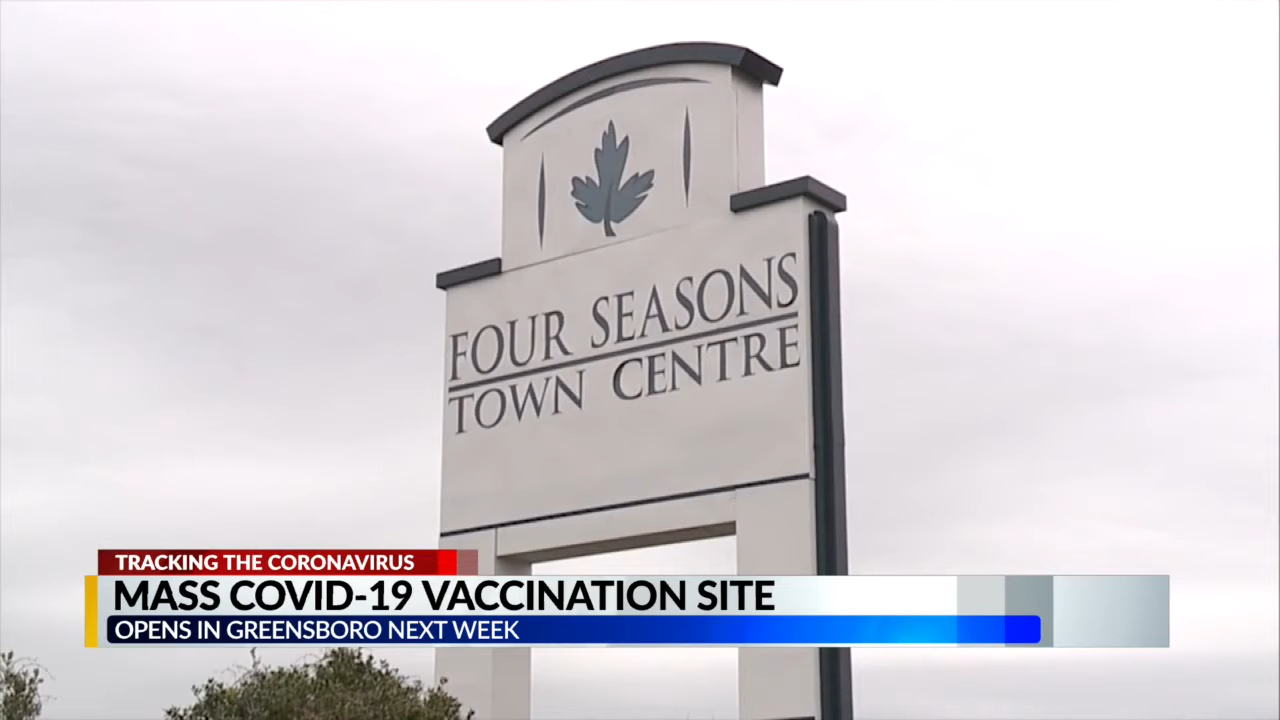 FOUR SEASONS
TOWN CENTRE
TRACKING THE CORONAVIRUS
MASS COVID-19 VACCINATION SITE
OPENS IN GREENSBORO NEXT WEEK